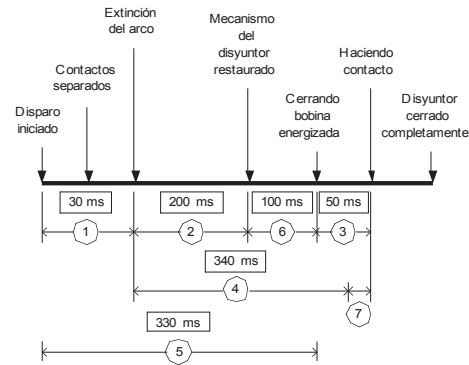 Extinción
del arco
Mecanismo
del
disyuntor
restaurado
Haciendo
contacto
Contactos
separados
Cerrando
bobina
energizada
Disyuntor
cerrado
completamente
Disparo
iniciado
30 ms
200 ms
100 ms
50 ms
1
2
6
3
340 ms
4
7
330 ms
5